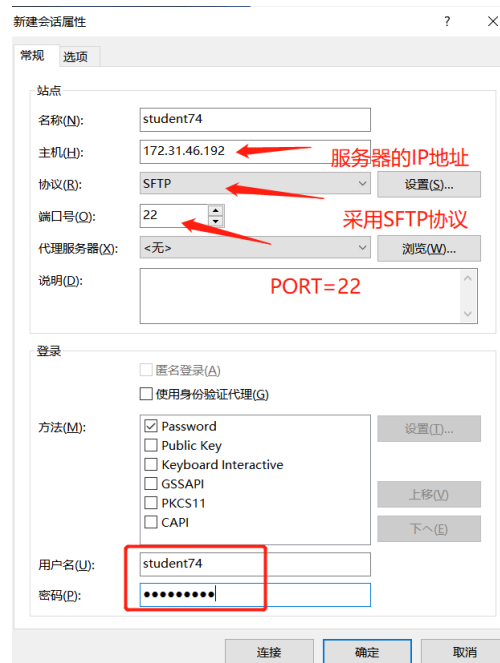 新建会话属性 ? ×
常规 选项
站点
名称(N): student74
主机(H): 172.31.46.192
服务器的IP地址
协议(R): SFTP 设置(S)...
端口号(O): 22
采用SFTP协议
代理服务器(X): <无> 浏览(W)...
说明(D):
PORT=22
登录
匿名登录(A)
使用身份验证代理(G)
方法(M): Password 设置(T)...
Public Key
Keyboard Interactive
GSSAPI
上移(V)
PKCS11
CAPI
下へ(E)
用户名(U): student74
密码(P): ●●●●●●●●●
连接 确定 取消